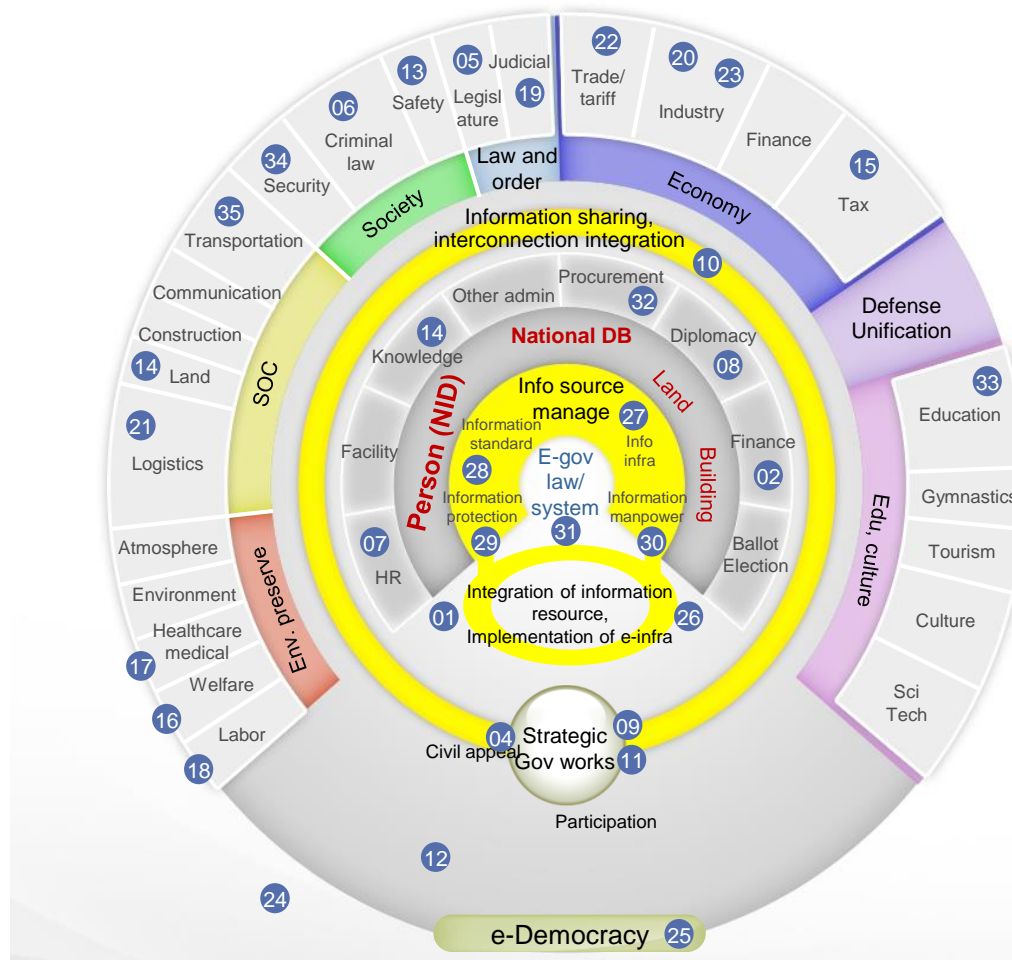 22
20
05
Judicial
13
23
Trade/
tariff
Safety
Legisl
ature
19
06
Industry
Criminal
law
Finance
34
15
Security
Law and
order
Tax
35
Economy
Society
Transportation
Information sharing,
interconnection integration
10
Communication
Procurement
Other admin
32
Defense
Unification
Construction
14
Knowledge
National DB
Diplomacy
08
14
Land
SOC
Info source
manage
Land
33
Education
21
Logistics
Person (NID)
Information
standard
27
Info
infra
Facility
Building
Finance
02
28
E-gov
law/
system
Information
protection
Information
manpower
Gymnastics
Edu, culture
29
31
30
Atmosphere
07
HR
Ballot
Election
Tourism
Environment
Env. preserve
01
Integration of information
resource,
Implementation of e-infra
26
Healthcare
medical
Culture
17
Welfare
Sci
Tech
16
Labor
04
Civil appeal
Strategic
Gov works
09
11
18
Participation
12
24
e-Democracy
25